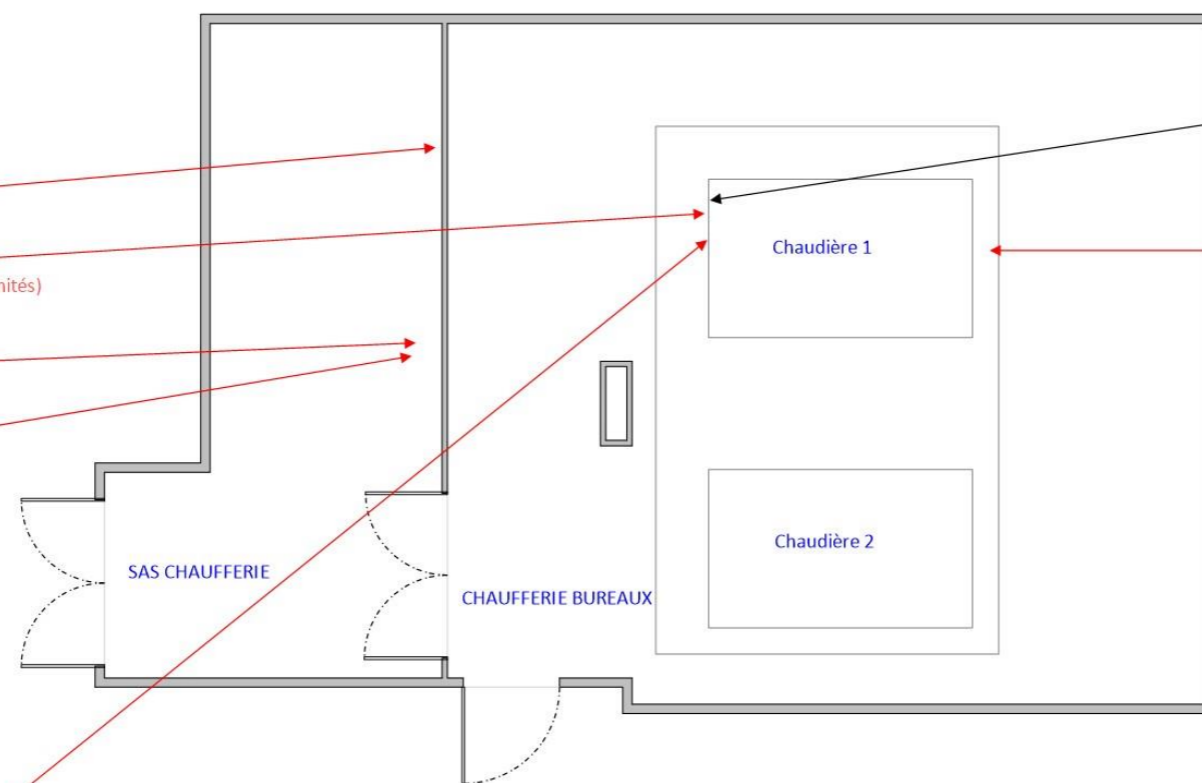 Chaudière 1
nités)
Chaudière 2
SAS CHAUFFERIE
CHAUFFERIE BUREAUX